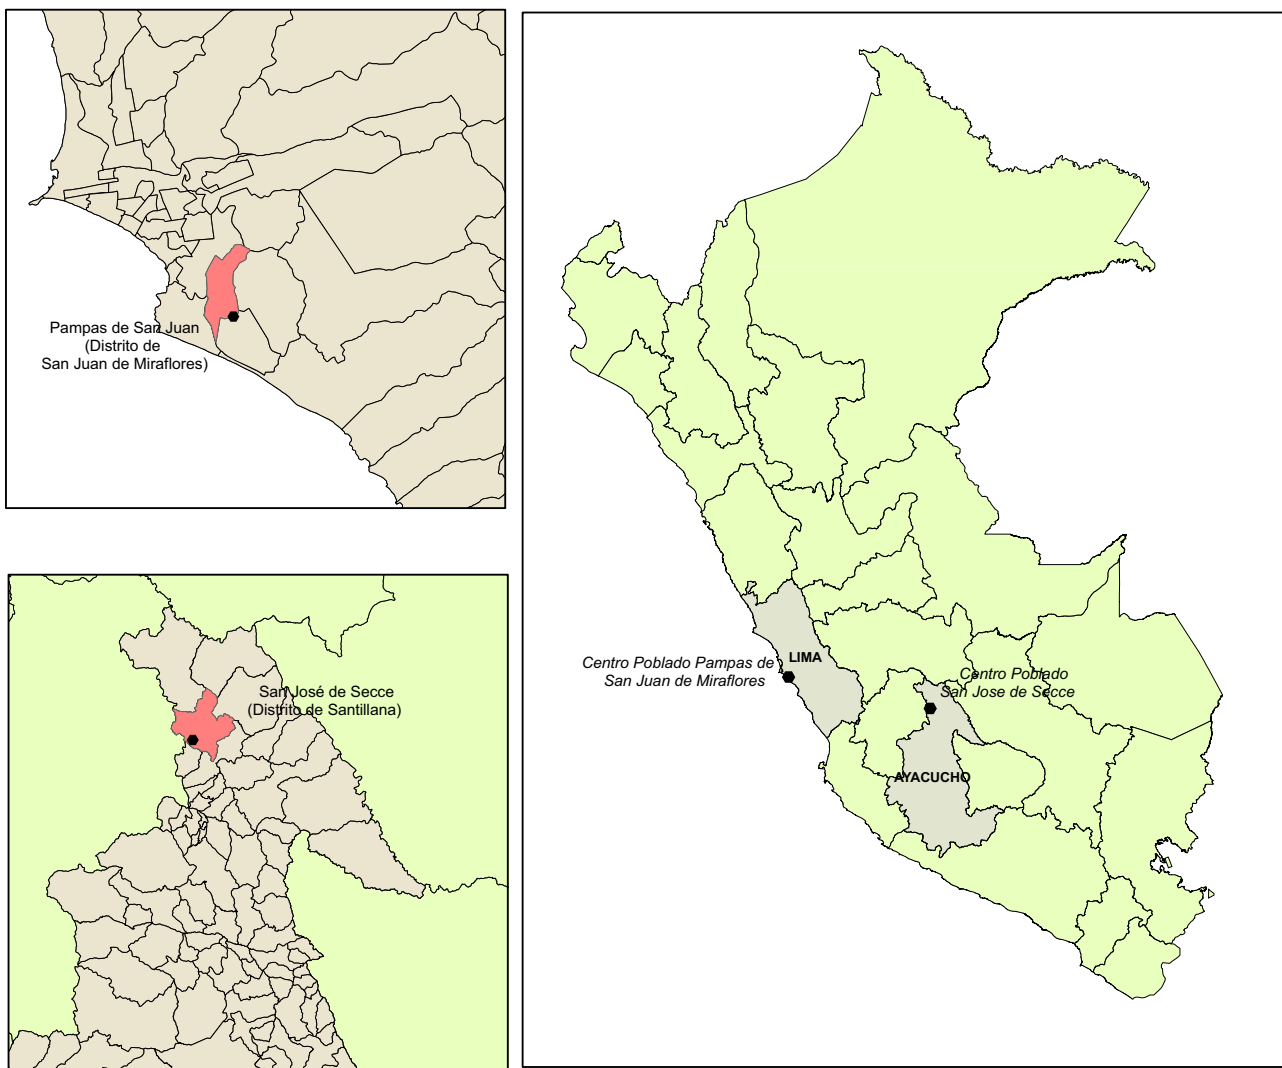 Pampas de San Juan
(Distrito de
San Juan de Miraflores)
San José de Secce
(Distrito de Santillana)
Centro Poblado Pampas de
San Juan de Miraflores
LIMA
Centro Poblado
San Jose de Secce
AYACUCHO